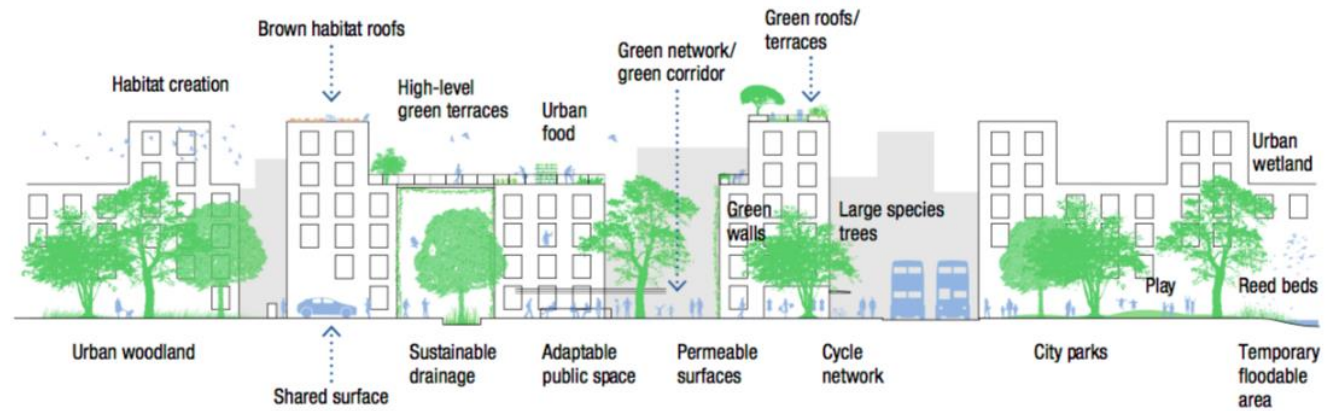 Brown habitat roofs
Green roofs/
terraces
Green network/
green corridor
Habitat creation
High-level
green terraces
Urban
food
Urban
wetland
Green
walls
Large species
trees
Play
Reed beds
Urban woodland
Shared surface
Sustainable
drainage
Adaptable
public space
Permeable
surfaces
Cycle
network
City parks
Temporary
floodable
area